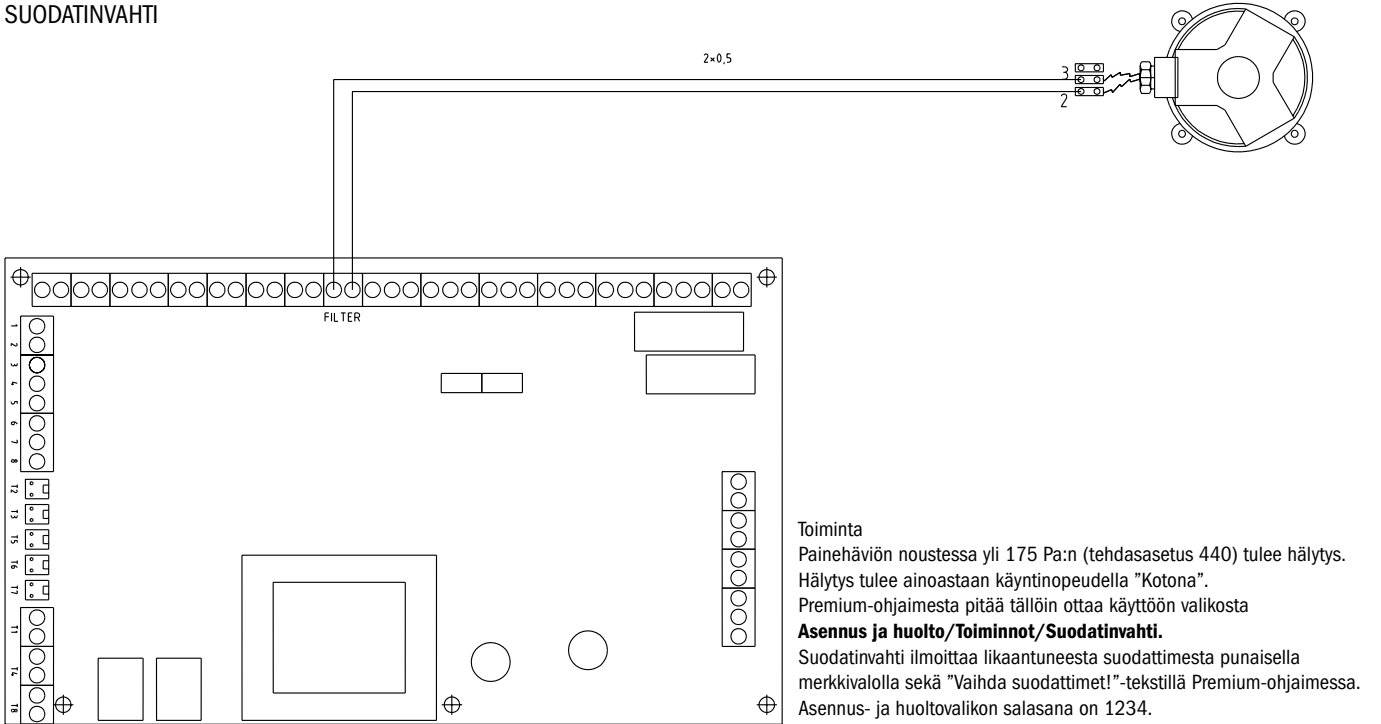 SUODATINVAHTI
2×0,5
3
2
FILTER
1
2
3
4
5
6
7
8
T2
T3
T5
T6
T7
T1
T4
T8
Toiminta
Painehäviön noustessa yli 175 Pa:n (tehdasasetus 440) tulee hälytys.
Hälytys tulee ainoastaan käyntinopeudella ”Kotona”.
Premium-ohjaimesta pitää tällöin ottaa käyttöön valikosta
Asennus ja huolto/Toiminnot/Suodatinvahti.
Suodatinvahti ilmoittaa likaantuneesta suodattimesta punaisella
merkkivalolla sekä ”Vaihda suodattimet!”-tekstillä Premium-ohjaimessa.
Asennus- ja huoltovalikon salasana on 1234.